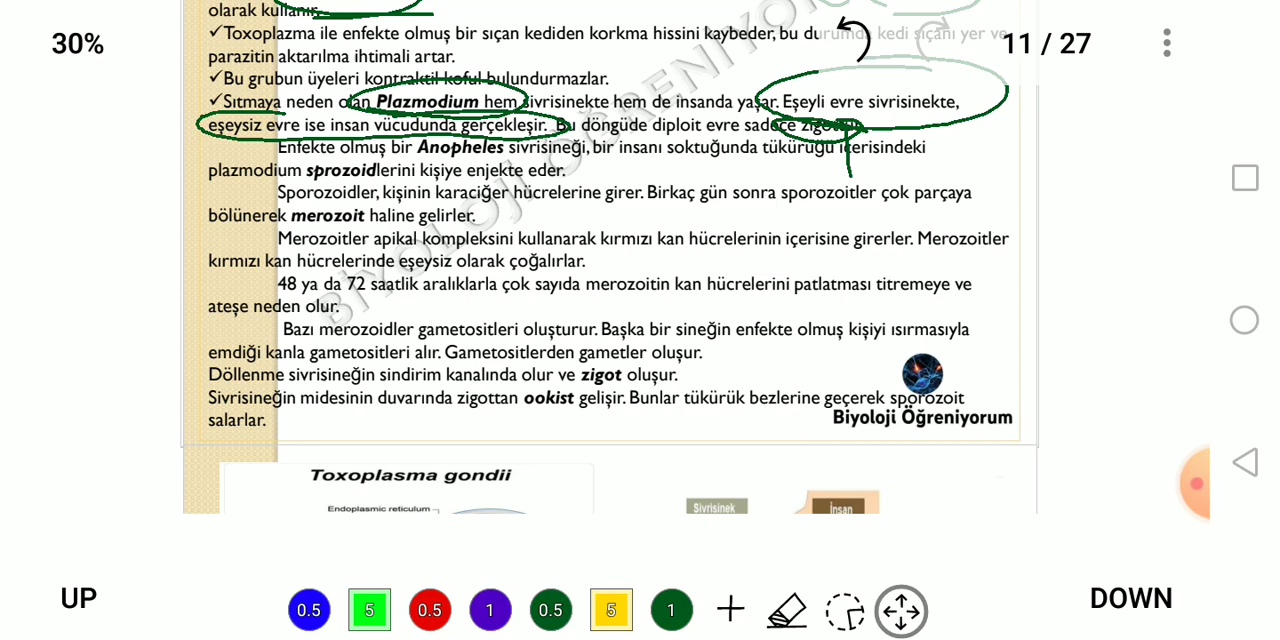 olarak kullanır.
30%
✓Toxoplazma ile enfekte olmuş bir sıçan kediden korkma hissini kaybeder, bu durumda kedi sıçanı yer ve
11 / 27
parazitin aktarılma ihtimali artar.
✓Bu grubun üyeleri kontraktil koful bulundurmazlar.
✓Sıtmaya neden olan Plazmodium hem sivrisinekte hem de insanda yaşar. Eşeyli evre sivrisinekte,
eşeysiz evre ise insan vücudunda gerçekleşir. Bu döngüde diploit evre sadece zigottur.
Enfekte olmuş bir Anopheles sivrisineği, bir insanı soktuğunda tükürüğü içerisindeki
plazmodium sprozoidlerini kişiye enjekte eder.
Sporozoidler, kişinin karaciğer hücrelerine girer. Birkaç gün sonra sporozoitler çok parçaya
bölünerek merozoit haline gelirler.
Merozoitler apikal kompleksini kullanarak kırmızı kan hücrelerinin içerisine girerler. Merozoitler
kırmızı kan hücrelerinde eşeysiz olarak çoğalırlar.
48 ya da 72 saatlik aralıklarla çok sayıda merozoitin kan hücrelerini patlatması titremeye ve
ateşe neden olur.
Bazı merozoidler gametositleri oluşturur. Başka bir sineğin enfekte olmuş kişiyi ısırmasıyla
emdiği kanla gametositleri alır. Gametositlerden gametler oluşur.
Döllenme sivrisineğin sindirim kanalında olur ve zigot oluşur.
Sivrisineğin midesinin duvarında zigottan ookist gelişir. Bunlar tükürük bezlerine geçerek sporozoit
salarlar.
BİYOLOJİ ÖĞRENİYOR
Biyoloji Öğreniyorum
Toxoplasma gondii
Endoplasmic reticulum
Sivrisinek
İnsan
UP
0.5
5
0.5
1
0.5
5
1
DOWN